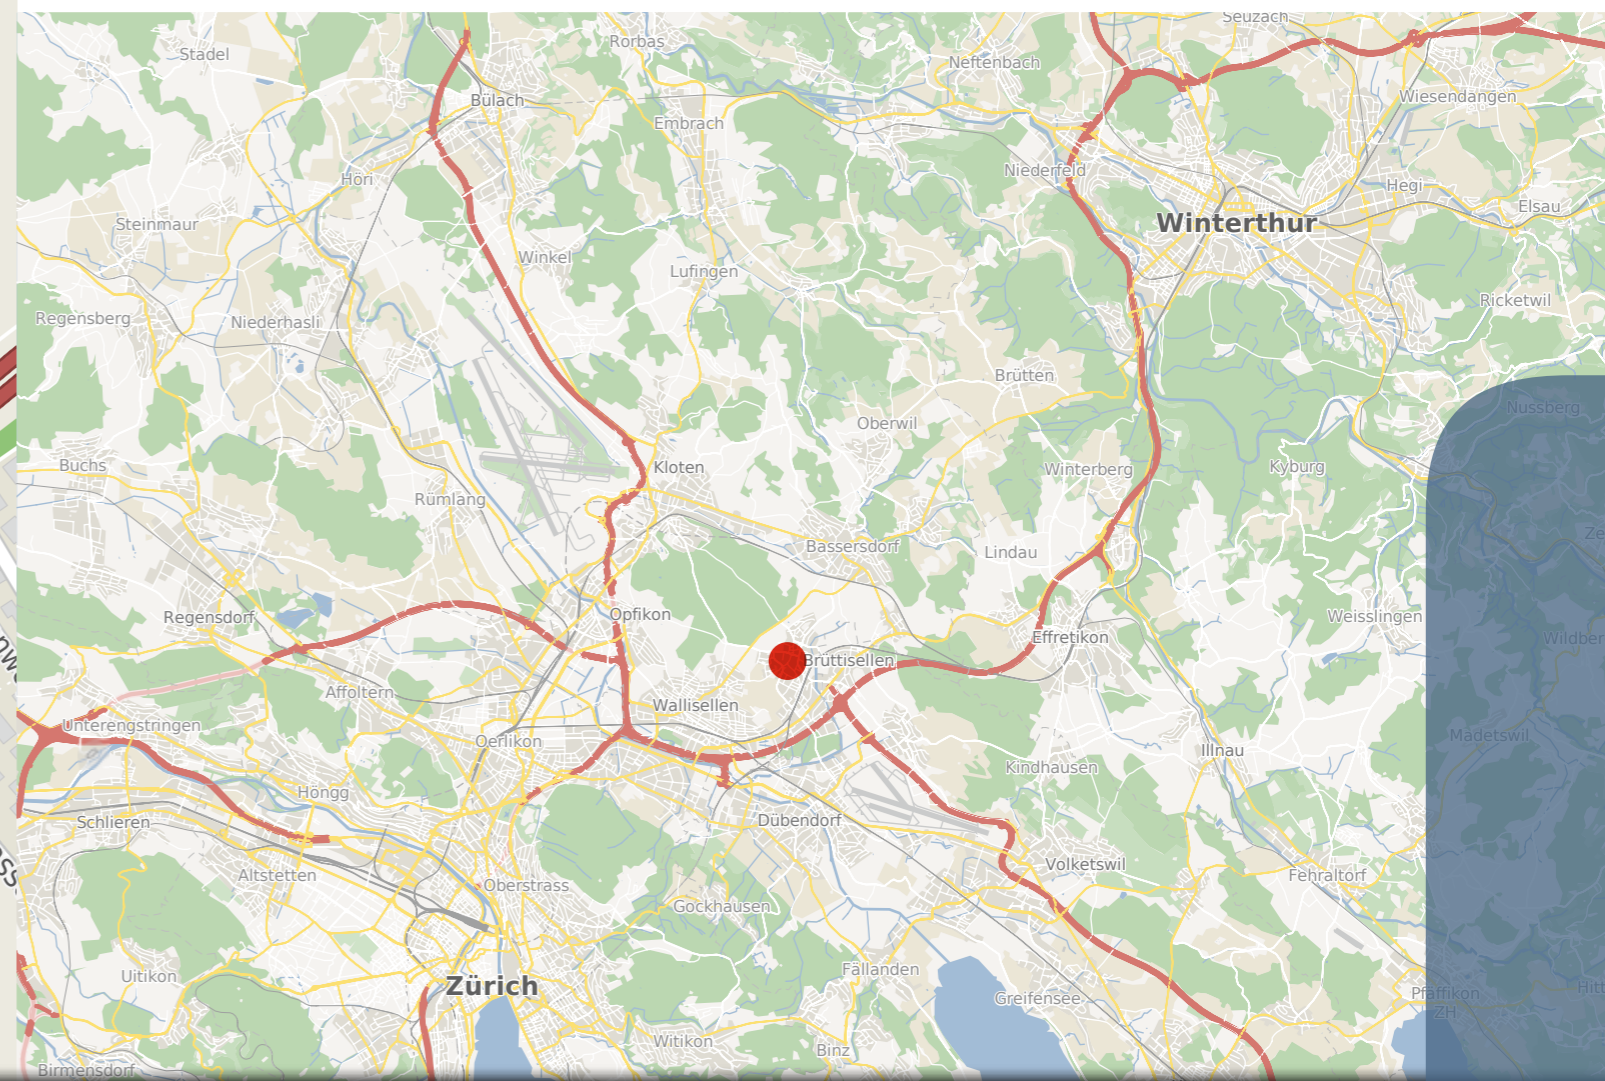 Seuzach
Stadel
Rorbas
Neftenbach
Wiesendangen
Bülach
Embrach
Niederfeld
Höri
Hegi
Elsau
Steinmaur
Winterthur
Winkel
Lufingen
Ricketwil
Regensberg
Niederhasli
Brütten
Nussberg
Oberwil
Buchs
Kloten
Winterberg
Kyburg
Rümlang
Bassersdorf
Lindau
Regensdorf
Opfikon
Weisslingen
Effretikon
Brüttisellen
Affoltern
Wallisellen
Unterengstringen
Oerlikon
Madetswil
Illnau
Kindhausen
Höngg
Schlieren
Dübendorf
Volketswil
Altstetten
Oberstrass
Fehraltorf
Gockhausen
Uitikon
Fällanden
Zürich
Greifensee
Pfäffikon
ZH
Witikon
Binz
Birmensdorf